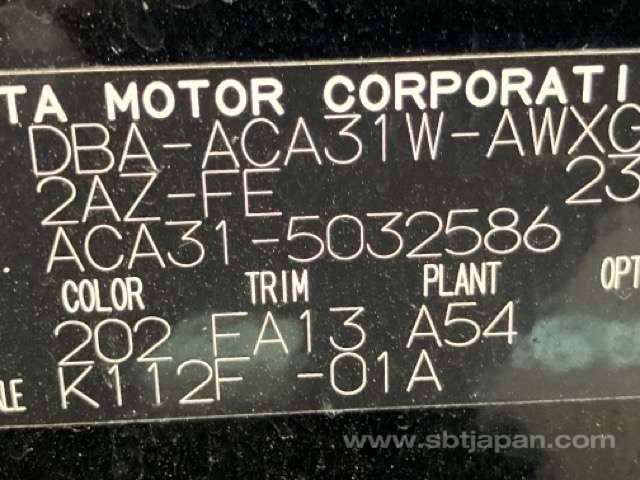 TA MOTOR CORPORATI
DBA-ACA31W-AWXG
2AZ-FE 23
ACA31-5032586
COLOR TRIM PLANT OPT
202 FA13 A54
LE K112F -01A
www.sbtjapan.com